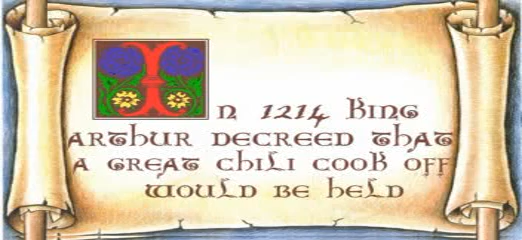 In 1214 King
Arthur decreed that
a great chili cook off
would be held